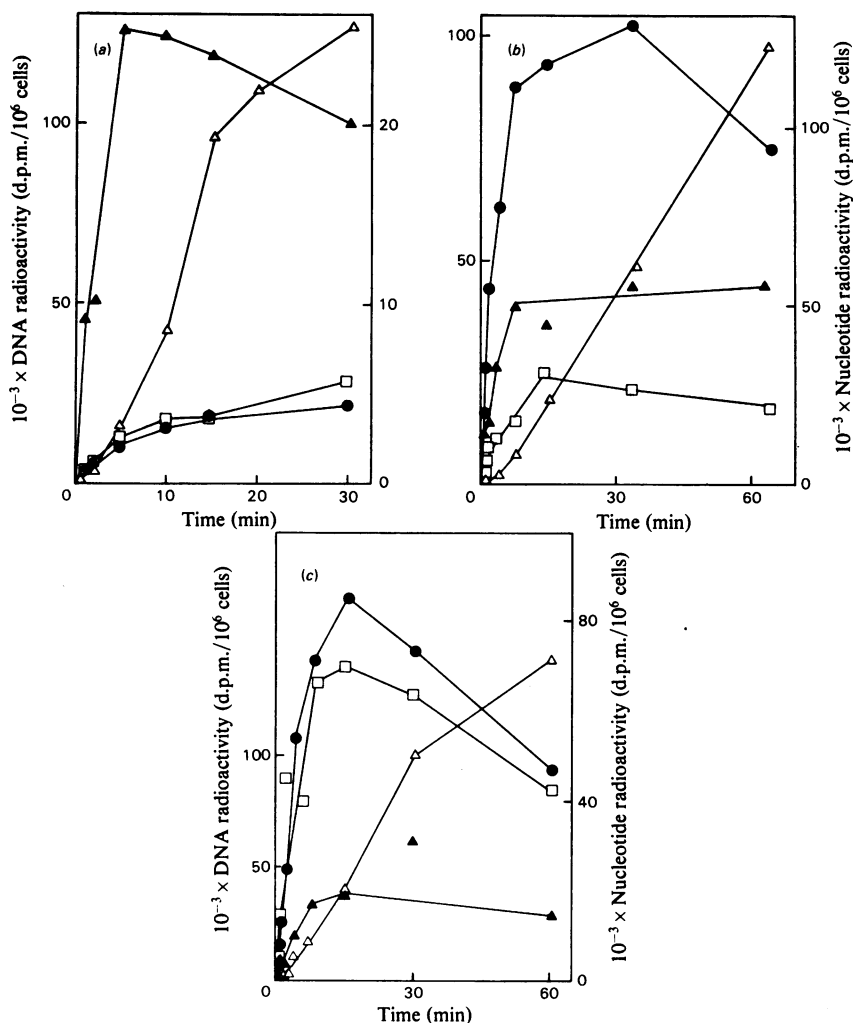 (a)
10⁻³ × DNA radioactivity (d.p.m./10⁶ cells)
100
50
0
10
20
30
Time (min)
20
10
0
(b)
100
50
0
30
60
Time (min)
100
50
0
10⁻³ × Nucleotide radioactivity (d.p.m./10⁶ cells)
(c)
10⁻³ × DNA radioactivity (d.p.m./10⁶ cells)
100
50
0
30
60
Time (min)
80
40
0
10⁻³ × Nucleotide radioactivity (d.p.m./10⁶ cells)